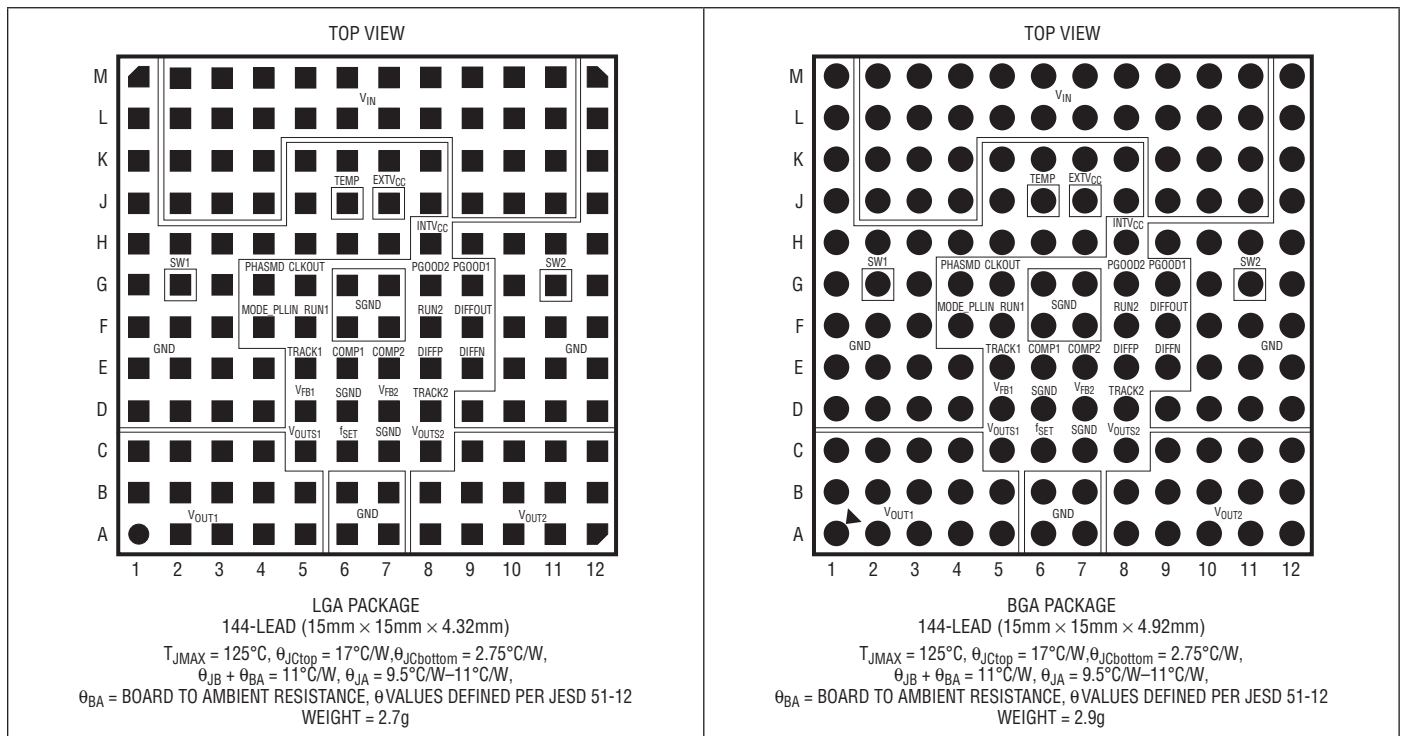 TOP VIEW
M
VIN
L
K
TEMP EXTVCC
J
INTVCC
H
SW1 PHASMD CLKOUT PGOOD2 PGOOD1 SW2
G
SGND
MODE_PLLIN RUN1 RUN2 DIFFOUT
F
GND GND
TRACK1 COMP1 COMP2 DIFFP DIFFN
E
VFB1 SGND VFB2 TRACK2
D
VOUTS1 fSET SGND VOUTS2
C
B
VOUT1 GND VOUT2
A
1 2 3 4 5 6 7 8 9 10 11 12
LGA PACKAGE
144-LEAD (15mm × 15mm × 4.32mm)
TJMAX = 125°C, θJCtop = 17°C/W,θJCbottom = 2.75°C/W,
θJB + θBA = 11°C/W, θJA = 9.5°C/W–11°C/W,
θBA = BOARD TO AMBIENT RESISTANCE, θ VALUES DEFINED PER JESD 51-12
WEIGHT = 2.7g
TOP VIEW
M
VIN
L
K
TEMP EXTVCC
J
INTVCC
H
SW1 PHASMD CLKOUT PGOOD2 PGOOD1 SW2
G
SGND
MODE_PLLIN RUN1 RUN2 DIFFOUT
F
GND GND
TRACK1 COMP1 COMP2 DIFFP DIFFN
E
VFB1 SGND VFB2 TRACK2
D
VOUTS1 fSET SGND VOUTS2
C
B
VOUT1 GND VOUT2
A
1 2 3 4 5 6 7 8 9 10 11 12
BGA PACKAGE
144-LEAD (15mm × 15mm × 4.92mm)
TJMAX = 125°C, θJCtop = 17°C/W,θJCbottom = 2.75°C/W,
θJB + θBA = 11°C/W, θJA = 9.5°C/W–11°C/W,
θBA = BOARD TO AMBIENT RESISTANCE, θ VALUES DEFINED PER JESD 51-12
WEIGHT = 2.9g